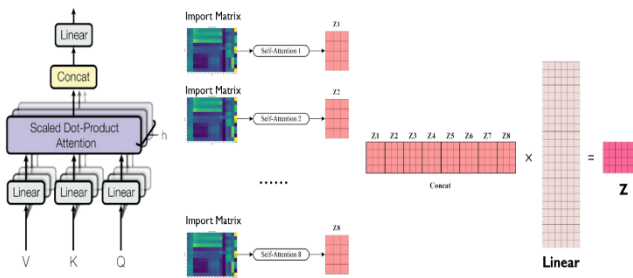 Linear
Concat
Scaled Dot-Product
Attention
h
Linear Linear Linear
V K Q
Import Matrix
Self-Attention 1
Z1
Import Matrix
Self-Attention 2
Z2
......
Import Matrix
Self-Attention 8
Z8
Z1 Z2 Z3 Z4 Z5 Z6 Z7 Z8
Concat
X
Linear
=
Z